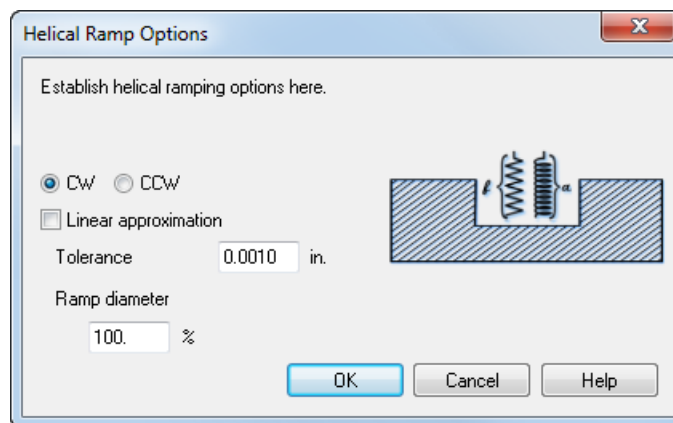 Helical Ramp Options
Establish helical ramping options here.
CW CCW
Linear approximation
Tolerance 0.0010 in.
Ramp diameter
100. %
l a
OK Cancel Help